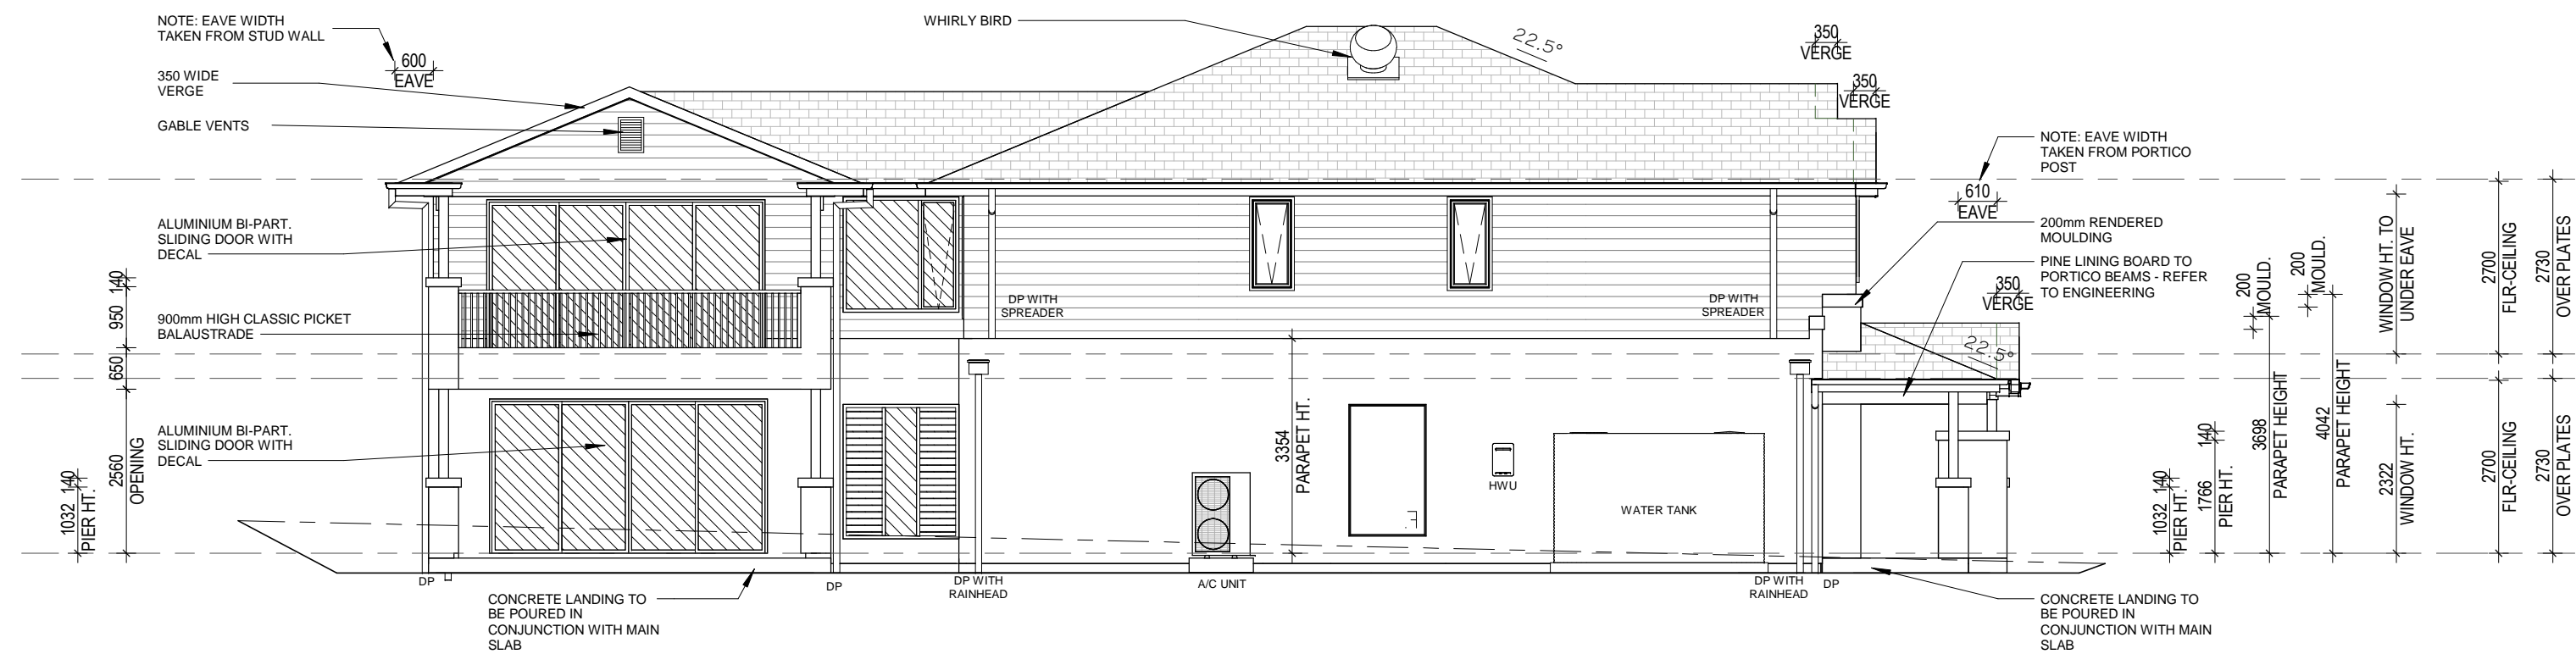 NOTE: EAVE WIDTH
TAKEN FROM STUD WALL
600
EAVE
350 WIDE
VERGE
GABLE VENTS
WHIRLY BIRD
22.5°
350
VERGE
350
VERGE
NOTE: EAVE WIDTH
TAKEN FROM PORTICO
POST
610
EAVE
200mm RENDERED
MOULDING
PINE LINING BOARD TO
PORTICO BEAMS - REFER
TO ENGINEERING
350
VERGE
22.5°
ALUMINIUM BI-PART.
SLIDING DOOR WITH
DECAL
900mm HIGH CLASSIC PICKET
BALAUSTRADE
ALUMINIUM BI-PART.
SLIDING DOOR WITH
DECAL
140
950
650
2560
OPENING
140
1032
PIER HT.
DP WITH
SPREADER
DP WITH
SPREADER
3354
PARAPET HT.
HWU
WATER TANK
DP
DP
DP WITH
RAINHEAD
A/C UNIT
DP WITH
RAINHEAD
DP
CONCRETE LANDING TO
BE POURED IN
CONJUNCTION WITH MAIN
SLAB
CONCRETE LANDING TO
BE POURED IN
CONJUNCTION WITH MAIN
SLAB
140
1032
PIER HT.
140
1766
PIER HT.
200
MOULD.
3698
PARAPET HEIGHT
200
MOULD.
4042
PARAPET HEIGHT
WINDOW HT. TO
UNDER EAVE
2322
WINDOW HT.
2700
FLR-CEILING
2700
FLR-CEILING
2730
OVER PLATES
2730
OVER PLATES